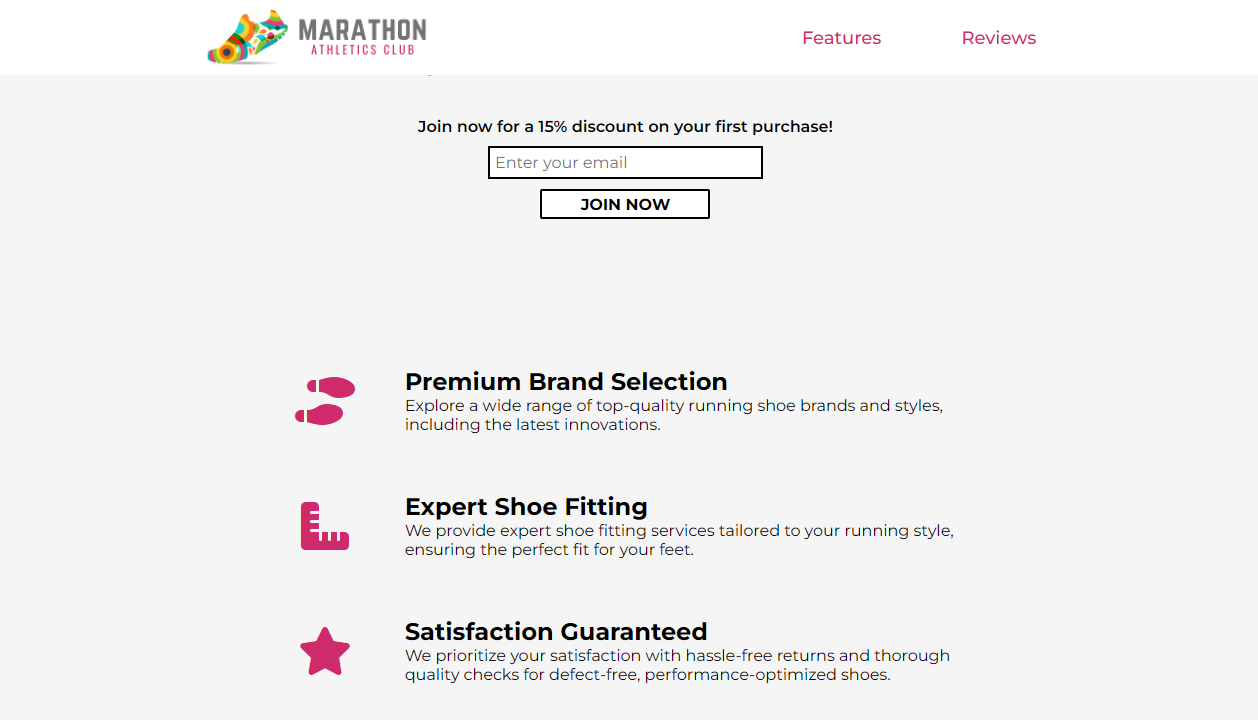 MARATHON
ATHLETICS CLUB
Features
Reviews
Join now for a 15% discount on your first purchase!
Enter your email
JOIN NOW
Premium Brand Selection
Explore a wide range of top-quality running shoe brands and styles,
including the latest innovations.
Expert Shoe Fitting
We provide expert shoe fitting services tailored to your running style,
ensuring the perfect fit for your feet.
Satisfaction Guaranteed
We prioritize your satisfaction with hassle-free returns and thorough
quality checks for defect-free, performance-optimized shoes.